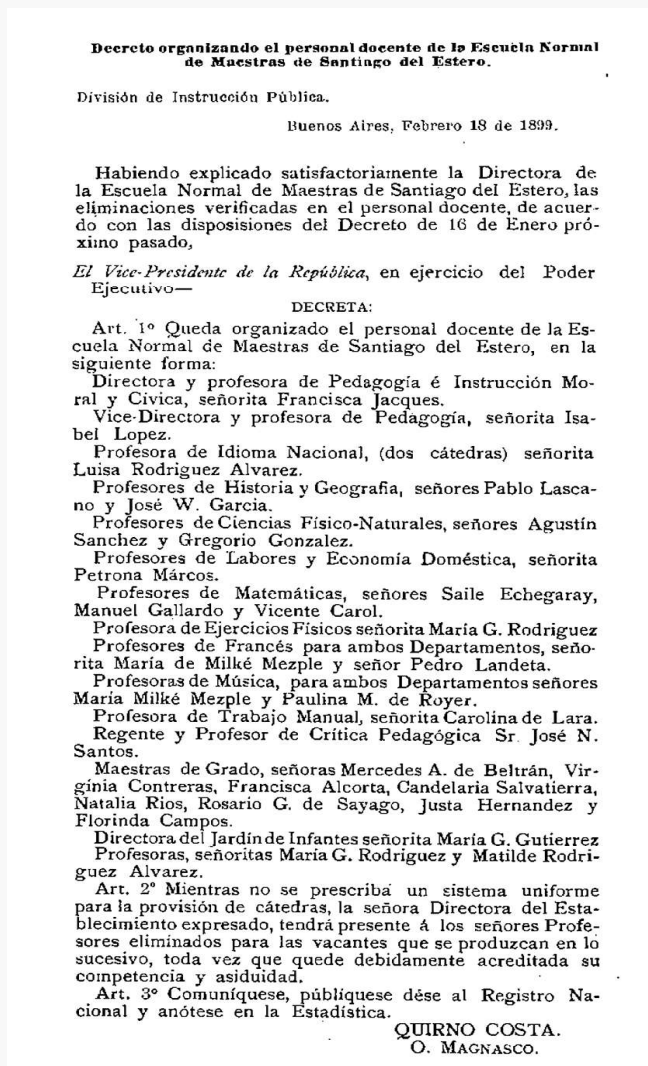 Decreto organizando el personal docente de la Escuela Normal
de Maestras de Santiago del Estero.
División de Instrucción Pública.
Buenos Aires, Febrero 18 de 1899.
Habiendo explicado satisfactoriamente la Directora de
la Escuela Normal de Maestras de Santiago del Estero, las
eliminaciones verificadas en el personal docente, de acuer-
do con las disposisiones del Decreto de 16 de Enero pró-
ximo pasado,
El Vice-Presidente de la República, en ejercicio del Poder
Ejecutivo—
DECRETA:
Art. 1º Queda organizado el personal docente de la Es-
cuela Normal de Maestras de Santiago del Estero, en la
siguiente forma:
Directora y profesora de Pedagogía é Instrucción Mo-
ral y Cívica, señorita Francisca Jacques.
Vice-Directora y profesora de Pedagogía, señorita Isa-
bel Lopez.
Profesora de Idioma Nacional, (dos cátedras) señorita
Luisa Rodriguez Alvarez.
Profesores de Historia y Geografia, señores Pablo Lasca-
no y José W. Garcia.
Profesores de Ciencias Físico-Naturales, señores Agustín
Sanchez y Gregorio Gonzalez.
Profesores de Labores y Economía Doméstica, señorita
Petrona Márcos.
Profesores de Matemáticas, señores Saile Echegaray,
Manuel Gallardo y Vicente Carol.
Profesora de Ejercicios Físicos señorita María G. Rodriguez
Profesores de Francés para ambos Departamentos, seño-
rita María de Milké Mezple y señor Pedro Landeta.
Profesoras de Música, para ambos Departamentos señores
María Milké Mezple y Paulina M. de Royer.
Profesora de Trabajo Manual, señorita Carolina de Lara.
Regente y Profesor de Crítica Pedagógica Sr. José N.
Santos.
Maestras de Grado, señoras Mercedes A. de Beltrán, Vir-
gínia Contreras, Francisca Alcorta, Candelaria Salvatierra,
Natalia Rios, Rosario G. de Sayago, Justa Hernandez y
Florinda Campos.
Directora del Jardín de Infantes señorita María G. Gutierrez
Profesoras, señoritas María G. Rodriguez y Matilde Rodri-
guez Alvarez.
Art. 2º Mientras no se prescriba un sistema uniforme
para la provisión de cátedras, la señora Directora del Esta-
blecimiento expresado, tendrá presente á los señores Profe-
sores eliminados para las vacantes que se produzcan en lo
sucesivo, toda vez que quede debidamente acreditada su
competencia y asiduidad.
Art. 3º Comuníquese, públiquese dése al Registro Na-
cional y anótese en la Estadística.
QUIRNO COSTA.
O. MAGNASCO.